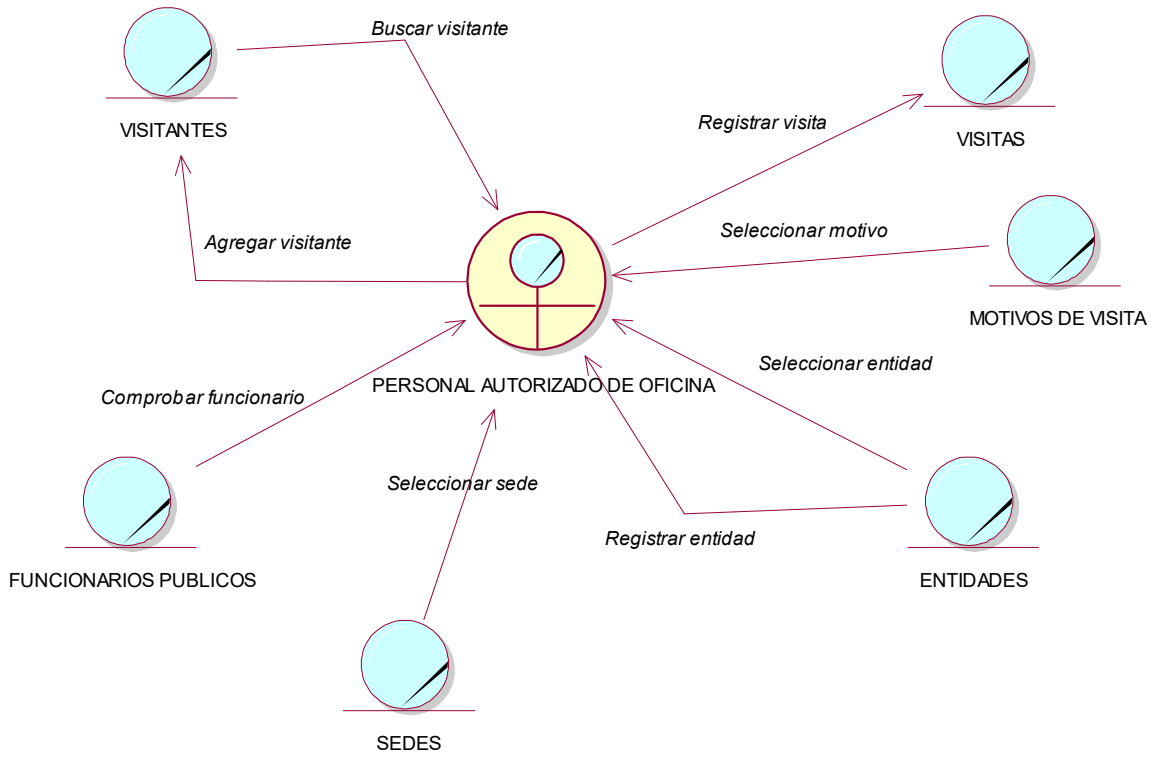 Buscar visitante
VISITANTES
Registrar visita
VISITAS
Agregar visitante
Seleccionar motivo
MOTIVOS DE VISITA
Seleccionar entidad
PERSONAL AUTORIZADO DE OFICINA
Comprobar funcionario
Seleccionar sede
Registrar entidad
FUNCIONARIOS PUBLICOS
ENTIDADES
SEDES